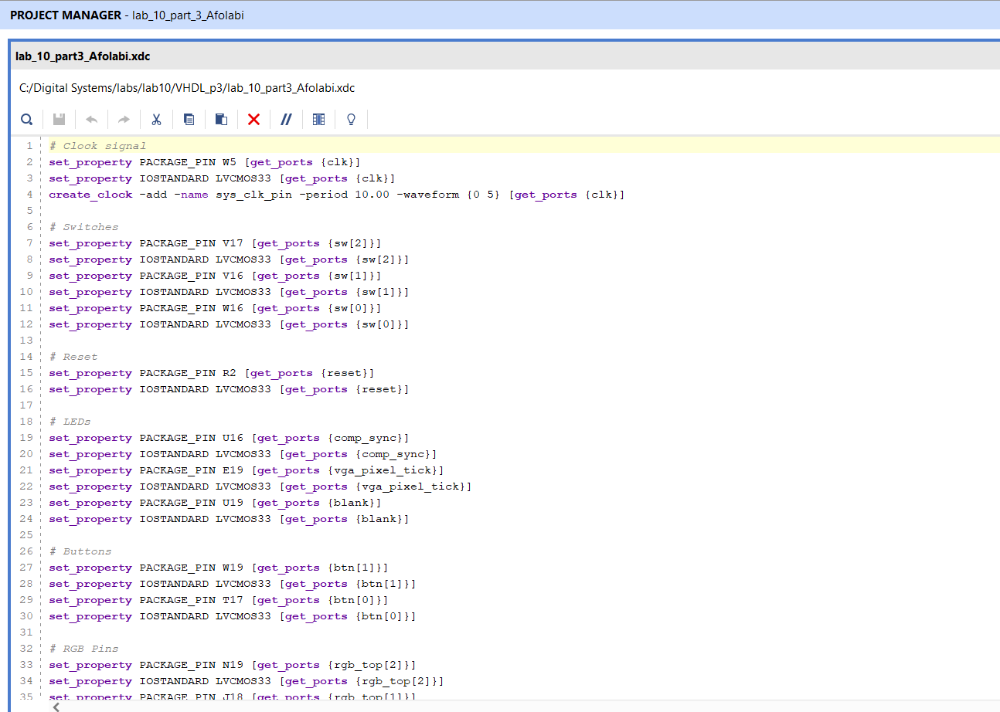 PROJECT MANAGER - lab_10_part_3_Afolabi
lab_10_part3_Afolabi.xdc
C:/Digital Systems/labs/lab10/VHDL_p3/lab_10_part3_Afolabi.xdc
1 # Clock signal
2 set_property PACKAGE_PIN W5 [get_ports {clk}]
3 set_property IOSTANDARD LVCMOS33 [get_ports {clk}]
4 create_clock -add -name sys_clk_pin -period 10.00 -waveform {0 5} [get_ports {clk}]
5
6 # Switches
7 set_property PACKAGE_PIN V17 [get_ports {sw[2]}]
8 set_property IOSTANDARD LVCMOS33 [get_ports {sw[2]}]
9 set_property PACKAGE_PIN V16 [get_ports {sw[1]}]
10 set_property IOSTANDARD LVCMOS33 [get_ports {sw[1]}]
11 set_property PACKAGE_PIN W16 [get_ports {sw[0]}]
12 set_property IOSTANDARD LVCMOS33 [get_ports {sw[0]}]
13
14 # Reset
15 set_property PACKAGE_PIN R2 [get_ports {reset}]
16 set_property IOSTANDARD LVCMOS33 [get_ports {reset}]
17
18 # LEDs
19 set_property PACKAGE_PIN U16 [get_ports {comp_sync}]
20 set_property IOSTANDARD LVCMOS33 [get_ports {comp_sync}]
21 set_property PACKAGE_PIN E19 [get_ports {vga_pixel_tick}]
22 set_property IOSTANDARD LVCMOS33 [get_ports {vga_pixel_tick}]
23 set_property PACKAGE_PIN U19 [get_ports {blank}]
24 set_property IOSTANDARD LVCMOS33 [get_ports {blank}]
25
26 # Buttons
27 set_property PACKAGE_PIN W19 [get_ports {btn[1]}]
28 set_property IOSTANDARD LVCMOS33 [get_ports {btn[1]}]
29 set_property PACKAGE_PIN T17 [get_ports {btn[0]}]
30 set_property IOSTANDARD LVCMOS33 [get_ports {btn[0]}]
31
32 # RGB Pins
33 set_property PACKAGE_PIN N19 [get_ports {rgb_top[2]}]
34 set_property IOSTANDARD LVCMOS33 [get_ports {rgb_top[2]}]
35 set_property PACKAGE_PIN J18 [get_ports {rgb_top[1]}]